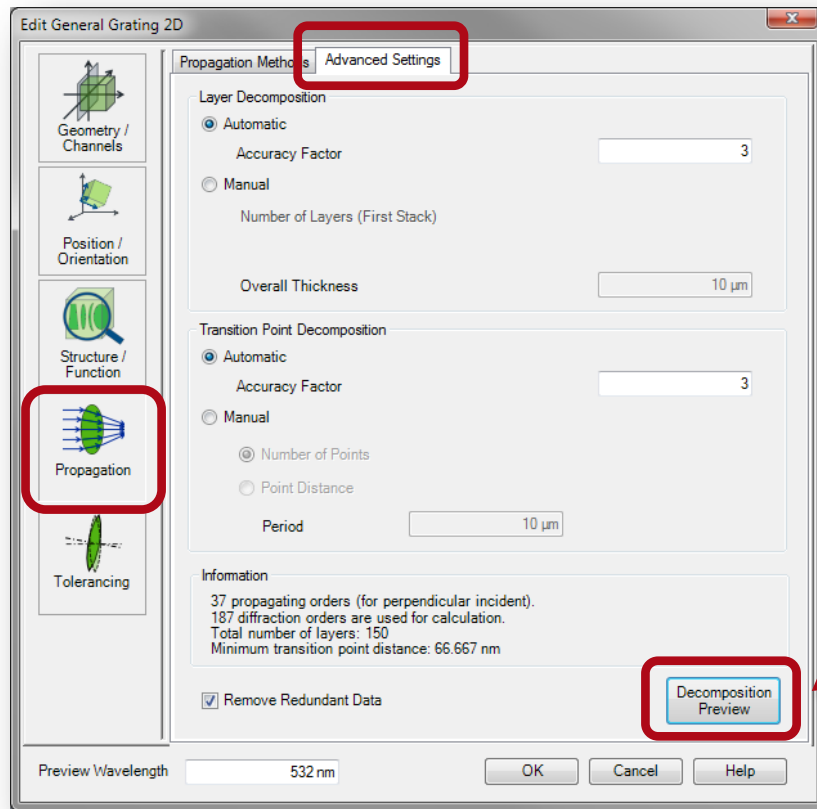 Edit General Grating 2D
Geometry /
Channels
Position /
Orientation
Structure /
Function
Propagation
Tolerancing
Propagation Methods
Advanced Settings
Layer Decomposition
Automatic
Accuracy Factor 3
Manual
Number of Layers (First Stack)
Overall Thickness 10 µm
Transition Point Decomposition
Automatic
Accuracy Factor 3
Manual
Number of Points
Point Distance
Period 10 µm
Information
37 propagating orders (for perpendicular incident).
187 diffraction orders are used for calculation.
Total number of layers: 150
Minimum transition point distance: 66.667 nm
Remove Redundant Data
Decomposition
Preview
Preview Wavelength 532 nm
OK Cancel Help